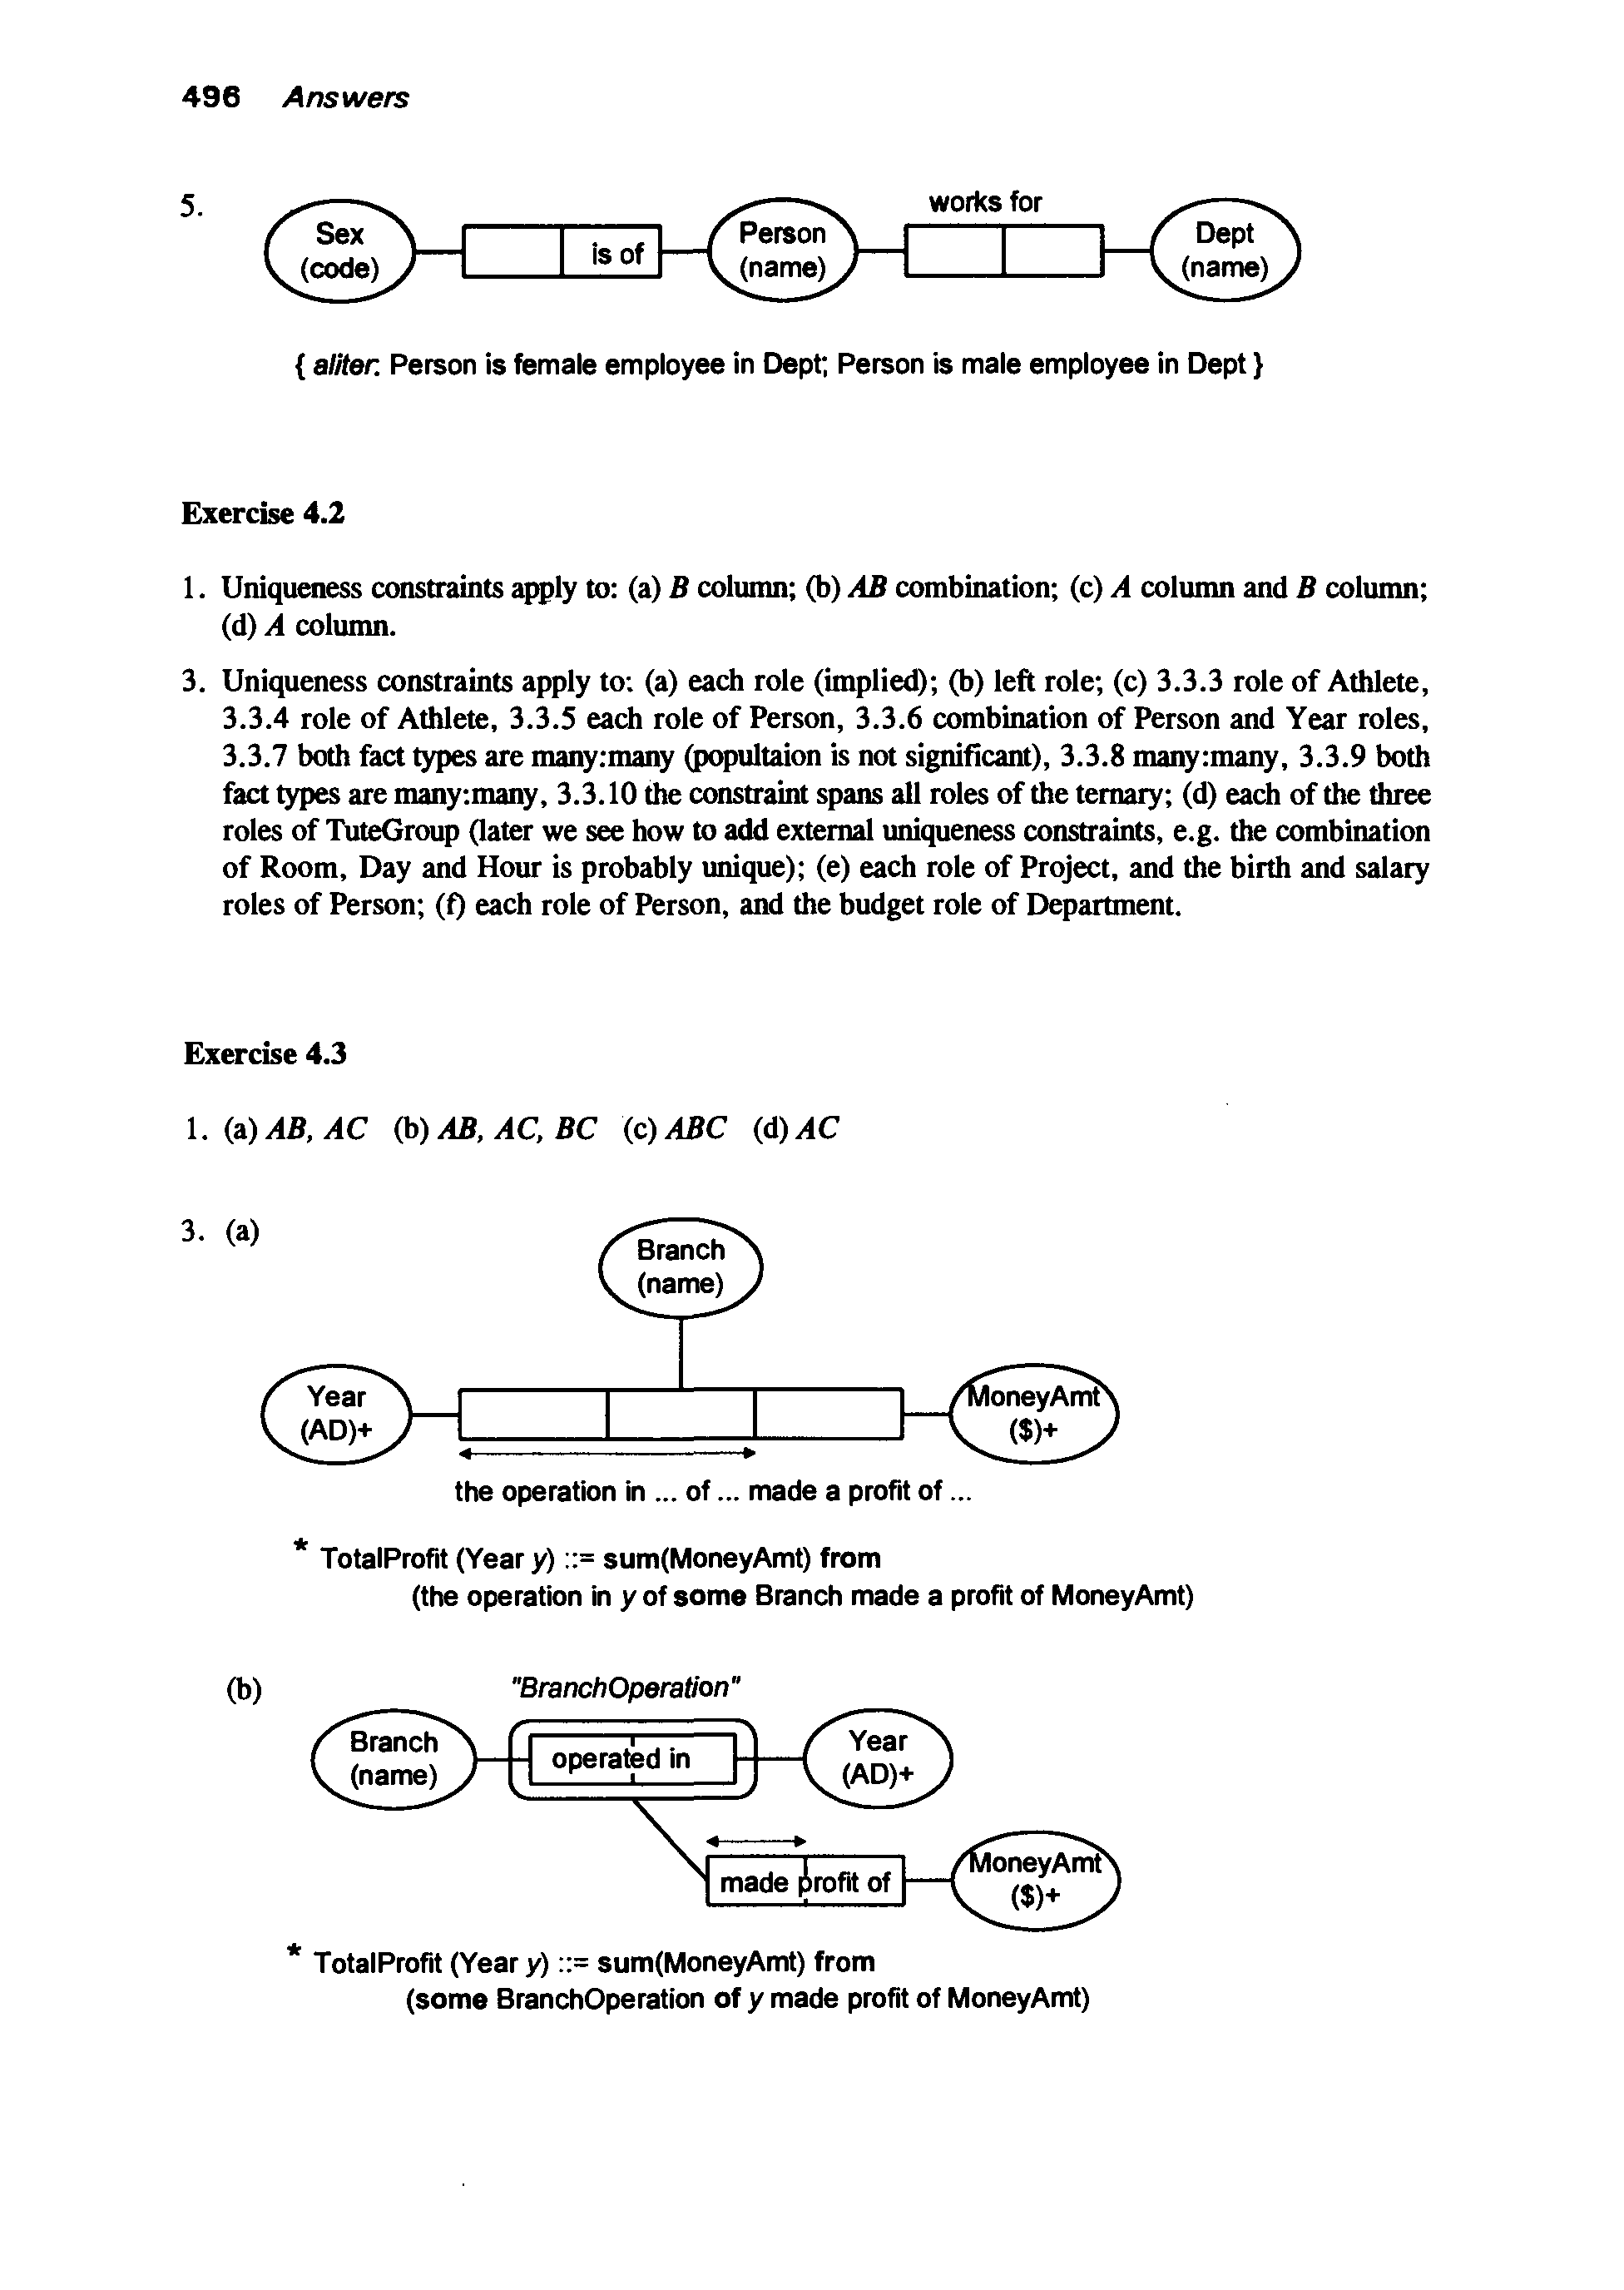 496 Answers
5.
works for
Sex
(code)
is of
Person
(name)
Dept
(name)
{ aliter: Person is female employee in Dept; Person is male employee in Dept }
Exercise 4.2
1. Uniqueness constraints apply to: (a) B column; (b) AB combination; (c) A column and B column;
(d) A column.
3. Uniqueness constraints apply to: (a) each role (implied); (b) left role; (c) 3.3.3 role of Athlete,
3.3.4 role of Athlete, 3.3.5 each role of Person, 3.3.6 combination of Person and Year roles,
3.3.7 both fact types are many:many (popultaion is not significant), 3.3.8 many:many, 3.3.9 both
fact types are many:many, 3.3.10 the constraint spans all roles of the ternary; (d) each of the three
roles of TuteGroup (later we see how to add external uniqueness constraints, e.g. the combination
of Room, Day and Hour is probably unique); (e) each role of Project, and the birth and salary
roles of Person; (f) each role of Person, and the budget role of Department.
Exercise 4.3
1. (a) AB, AC (b) AB, AC, BC (c) ABC (d) AC
3. (a)
Branch
(name)
Year
(AD)+
MoneyAmt
($)+
the operation in ... of ... made a profit of ...
* TotalProfit (Year y) ::= sum(MoneyAmt) from
(the operation in y of some Branch made a profit of MoneyAmt)
(b)
"BranchOperation"
Branch
(name)
operated in
Year
(AD)+
made profit of
MoneyAmt
($)+
* TotalProfit (Year y) ::= sum(MoneyAmt) from
(some BranchOperation of y made profit of MoneyAmt)